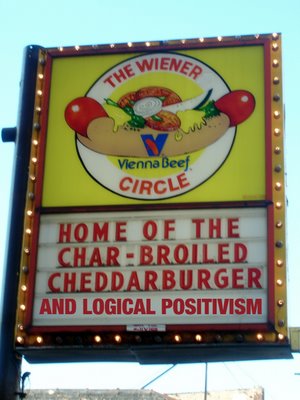 THE WIENER
Vienna Beef
CIRCLE
HOME OF THE
CHAR-BROILED
CHEDDARBURGER
AND LOGICAL POSITIVISM